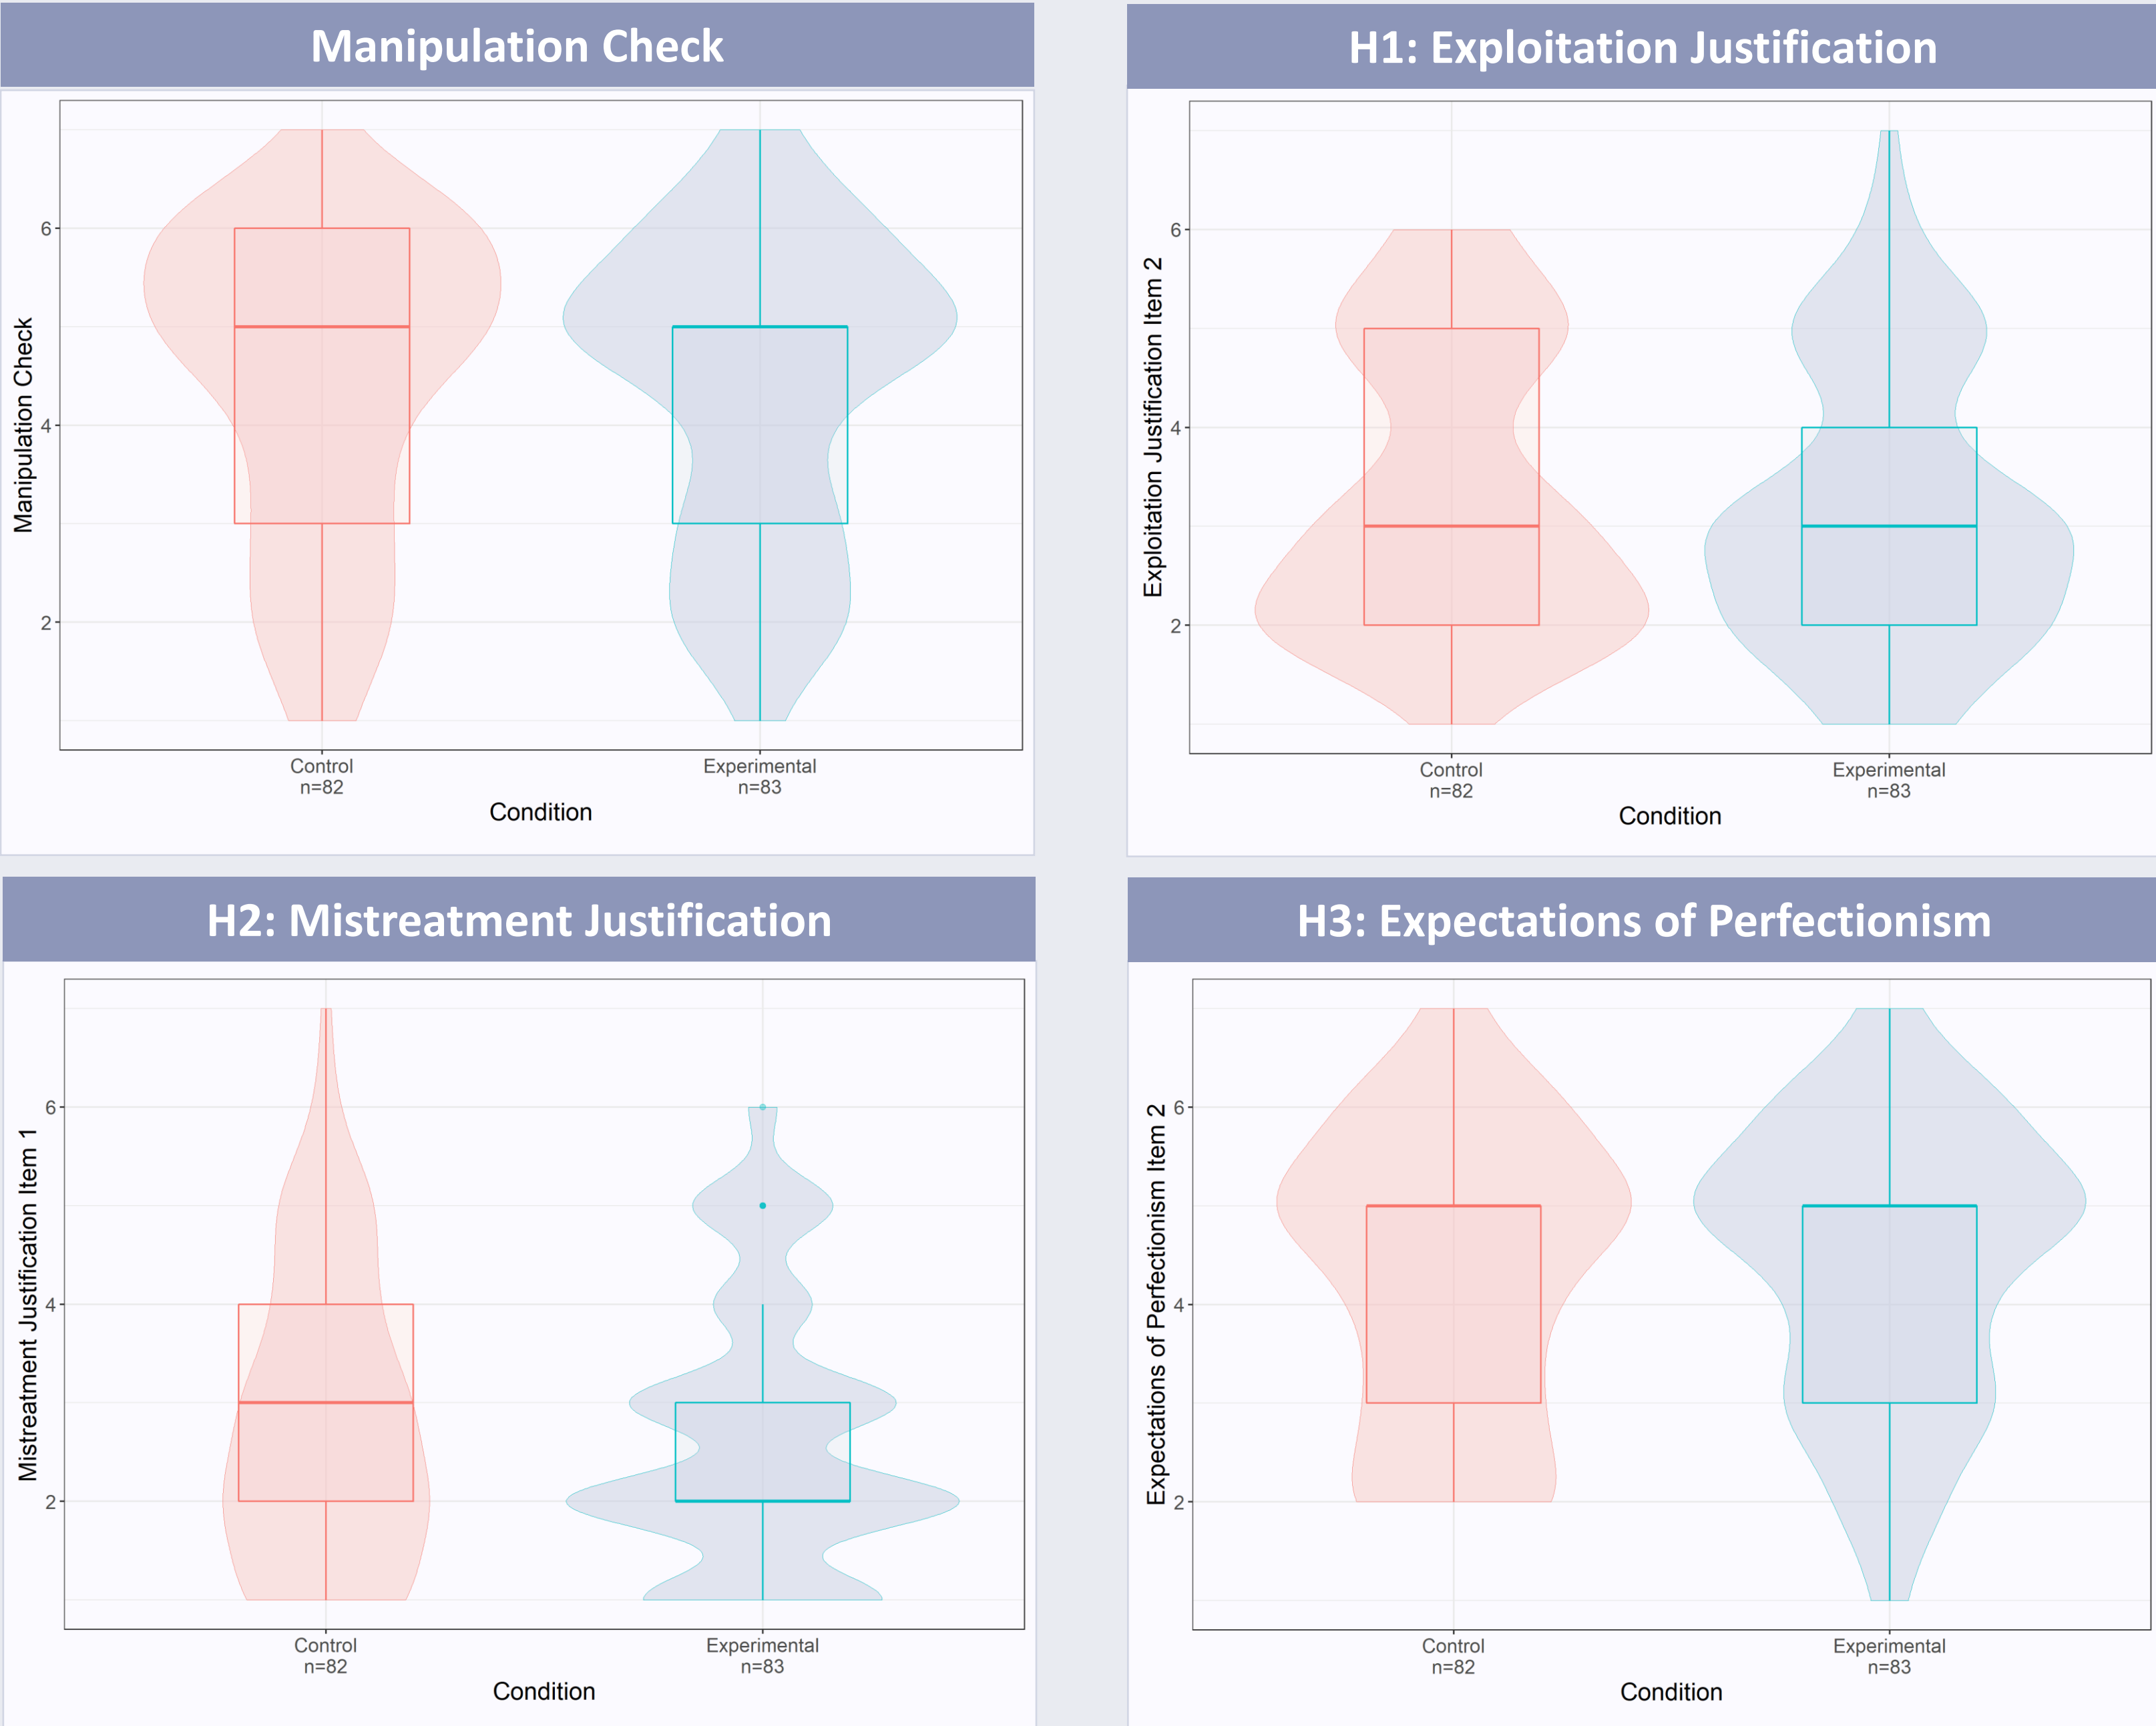 Manipulation Check
Manipulation Check
6
4
2
Control
n=82
Experimental
n=83
Condition
H1: Exploitation Justification
Exploitation Justification Item 2
6
4
2
Control
n=82
Experimental
n=83
Condition
H2: Mistreatment Justification
Mistreatment Justification Item 1
6
4
2
Control
n=82
Experimental
n=83
Condition
H3: Expectations of Perfectionism
Expectations of Perfectionism Item 2
6
4
2
Control
n=82
Experimental
n=83
Condition